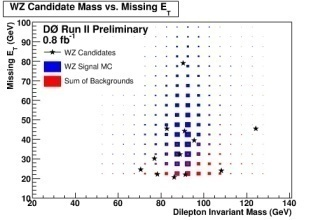 WZ Candidate Mass vs. Missing E_T
Missing E_T (GeV)
100
90
80
70
60
50
40
30
20
10
DØ Run II Preliminary
0.8 fb⁻¹
WZ Candidates
WZ Signal MC
Sum of Backgrounds
20 40 60 80 100 120 140
Dilepton Invariant Mass (GeV)